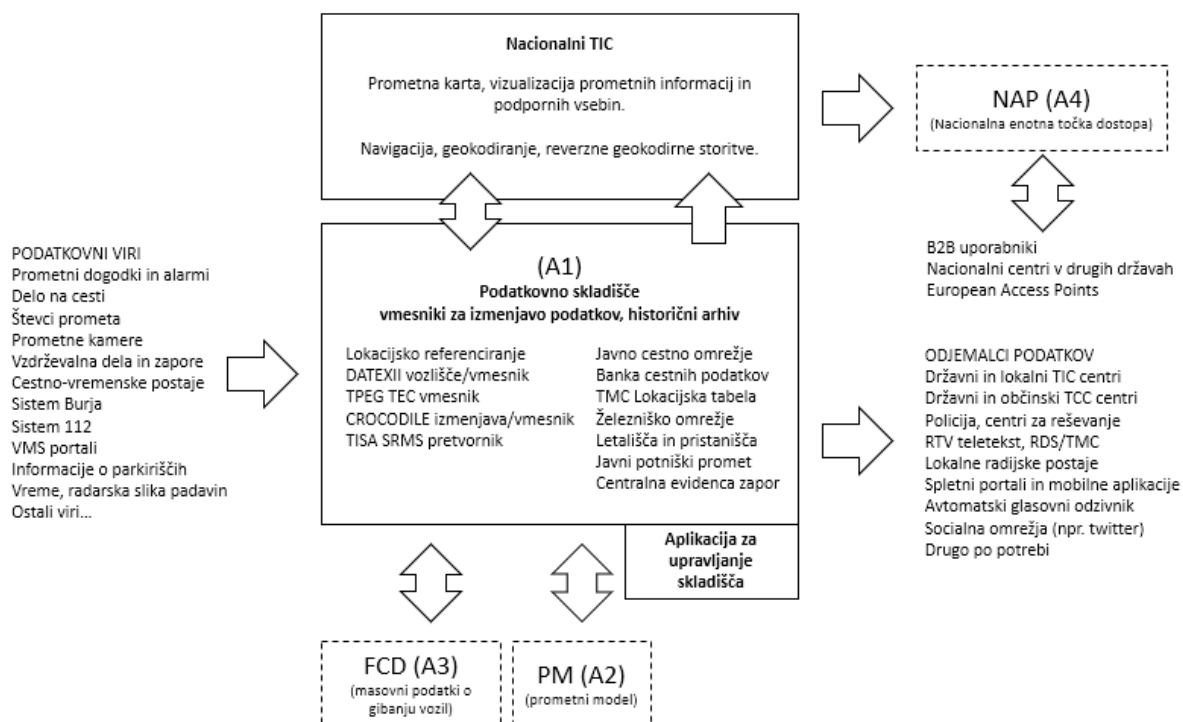 Nacionalni TIC
Prometna karta, vizualizacija prometnih informacij in
podpornih vsebin.
Navigacija, geokodiranje, reverzne geokodirne storitve.
NAP (A4)
(Nacionalna enotna točka dostopa)
B2B uporabniki
Nacionalni centri v drugih državah
European Access Points
PODATKOVNI VIRI
Prometni dogodki in alarmi
Delo na cesti
Števci prometa
Prometne kamere
Vzdrževalna dela in zapore
Cestno-vremenske postaje
Sistem Burja
Sistem 112
VMS portali
Informacije o parkiriščih
Vreme, radarska slika padavin
Ostali viri...
(A1)
Podatkovno skladišče
vmesniki za izmenjavo podatkov, historični arhiv
Lokacijsko referenciranje
DATEXII vozlišče/vmesnik
TPEG TEC vmesnik
CROCODILE izmenjava/vmesnik
TISA SRMS pretvornik
Javno cestno omrežje
Banka cestnih podatkov
TMC Lokacijska tabela
Železniško omrežje
Letališča in pristanišča
Javni potniški promet
Centralna evidenca zapor
Aplikacija za
upravljanje
skladišča
ODJEMALCI PODATKOV
Državni in lokalni TIC centri
Državni in občinski TCC centri
Policija, centri za reševanje
RTV teletekst, RDS/TMC
Lokalne radijske postaje
Spletni portali in mobilne aplikacije
Avtomatski glasovni odzivnik
Socialna omrežja (npr. twitter)
Drugo po potrebi
FCD (A3)
(masovni podatki o
gibanju vozil)
PM (A2)
(prometni model)